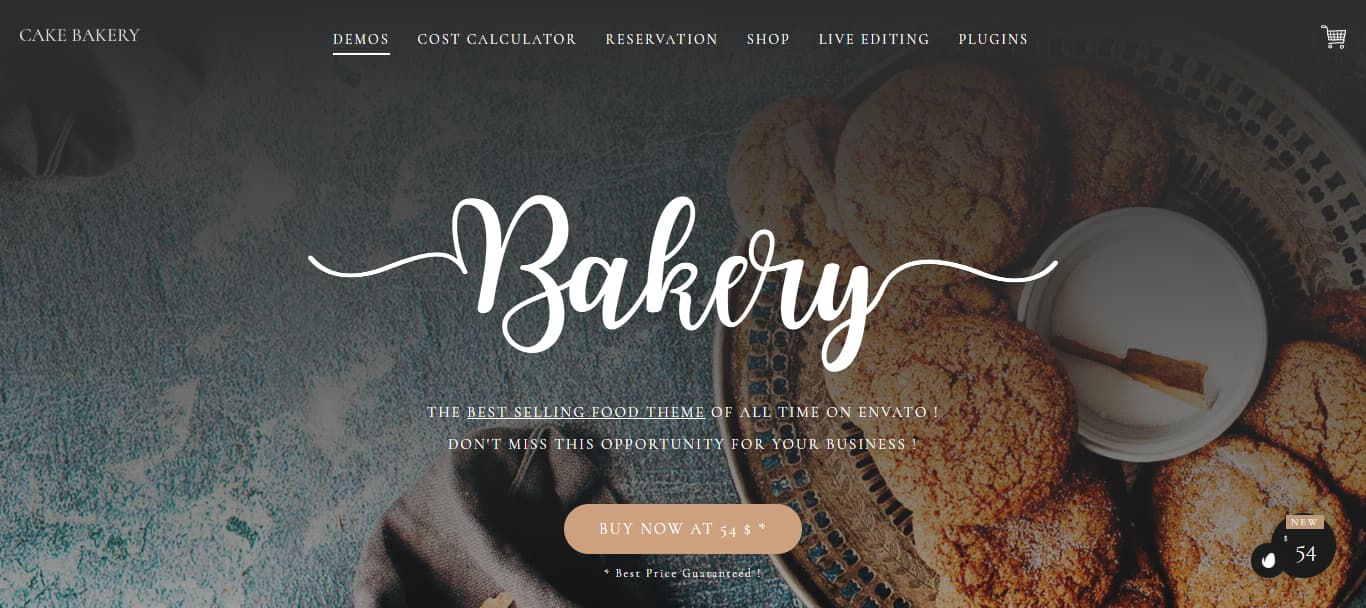 CAKE BAKERY
DEMOS COST CALCULATOR RESERVATION SHOP LIVE EDITING PLUGINS
Bakery
THE BEST SELLING FOOD THEME OF ALL TIME ON ENVATO !
DON'T MISS THIS OPPORTUNITY FOR YOUR BUSINESS !
BUY NOW AT 54 $ *
* Best Price Guaranteed !
NEW
$ 54